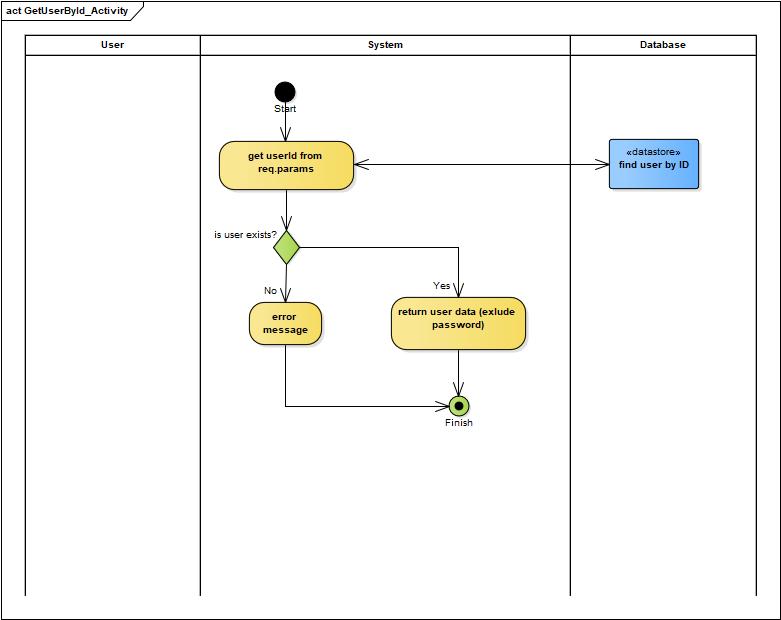 act GetUserById_Activity
User
System
Database
Start
get userId from
req.params
«datastore»
find user by ID
is user exists?
No
Yes
error
message
return user data (exlude
password)
Finish